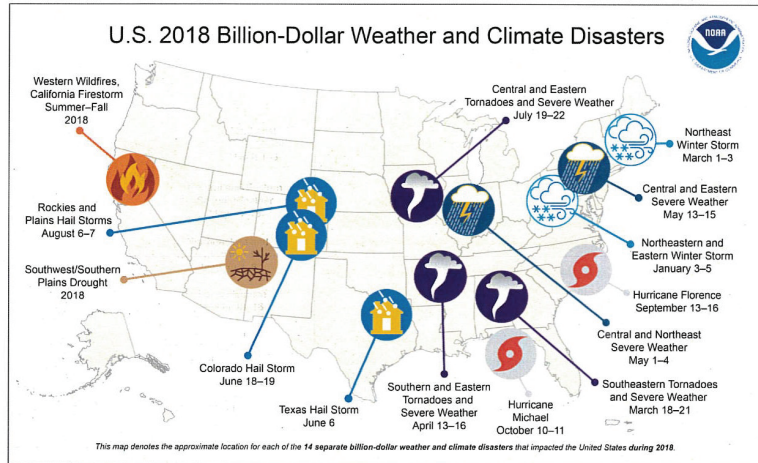 U.S. 2018 Billion-Dollar Weather and Climate Disasters
NOAA
Western Wildfires,
California Firestorm
Summer–Fall
2018
Central and Eastern
Tornadoes and Severe Weather
July 19–22
Northeast
Winter Storm
March 1–3
Rockies and
Plains Hail Storms
August 6–7
Central and Eastern
Severe Weather
May 13–15
Southwest/Southern
Plains Drought
2018
Northeastern and
Eastern Winter Storm
January 3–5
Hurricane Florence
September 13–16
Colorado Hail Storm
June 18–19
Texas Hail Storm
June 6
Southern and Eastern
Tornadoes and
Severe Weather
April 13–16
Hurricane
Michael
October 10–11
Central and Northeast
Severe Weather
May 1–4
Southeastern Tornadoes
and Severe Weather
March 18–21
This map denotes the approximate location for each of the 14 separate billion-dollar weather and climate disasters that impacted the United States during 2018.